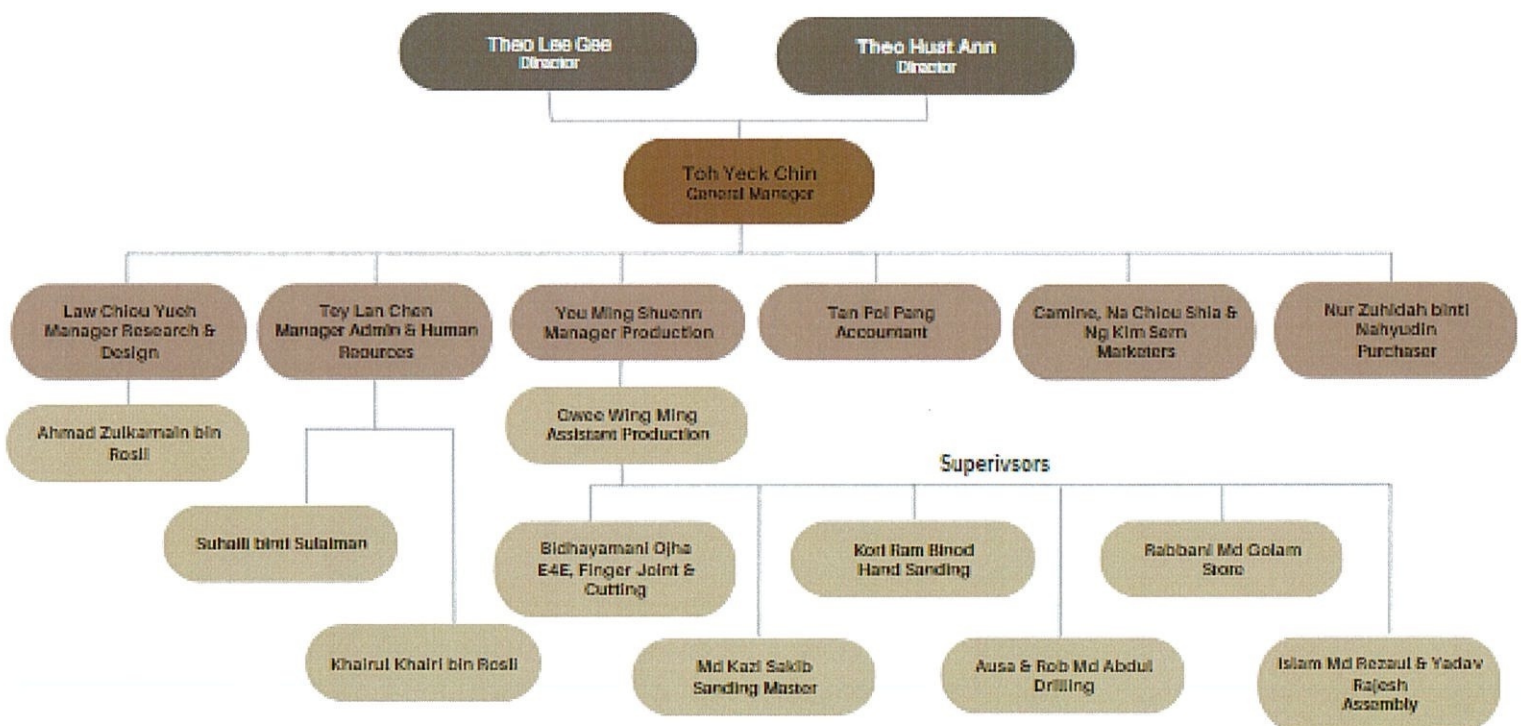 Theo Lee Gee
Director
Theo Huat Ann
Director
Toh Yeck Chin
General Manager
Law Chiou Yueh
Manager Research &
Design
Tey Lan Chen
Manager Admin & Human
Reources
You Ming Shuenn
Manager Production
Tan Poi Pang
Accountant
Camine, Na Chiou Shia &
Ng Kim Sern
Marketers
Nur Zuhidah binti
Nahyudin
Purchaser
Ahmad Zulkarnain bin
Rosli
Qwee Wing Ming
Assistant Production
Superivsors
Suhaili binti Sulaiman
Bidhayamani Ojha
E4E, Finger Joint &
Cutting
Kori Ram Binod
Hand Sanding
Rabbani Md Golam
Store
Khairul Khairi bin Rosli
Md Kazi Sakib
Sanding Master
Ausa & Rob Md Abdul
Drilling
Islam Md Rezaul & Yadav
Rajesh
Assembly